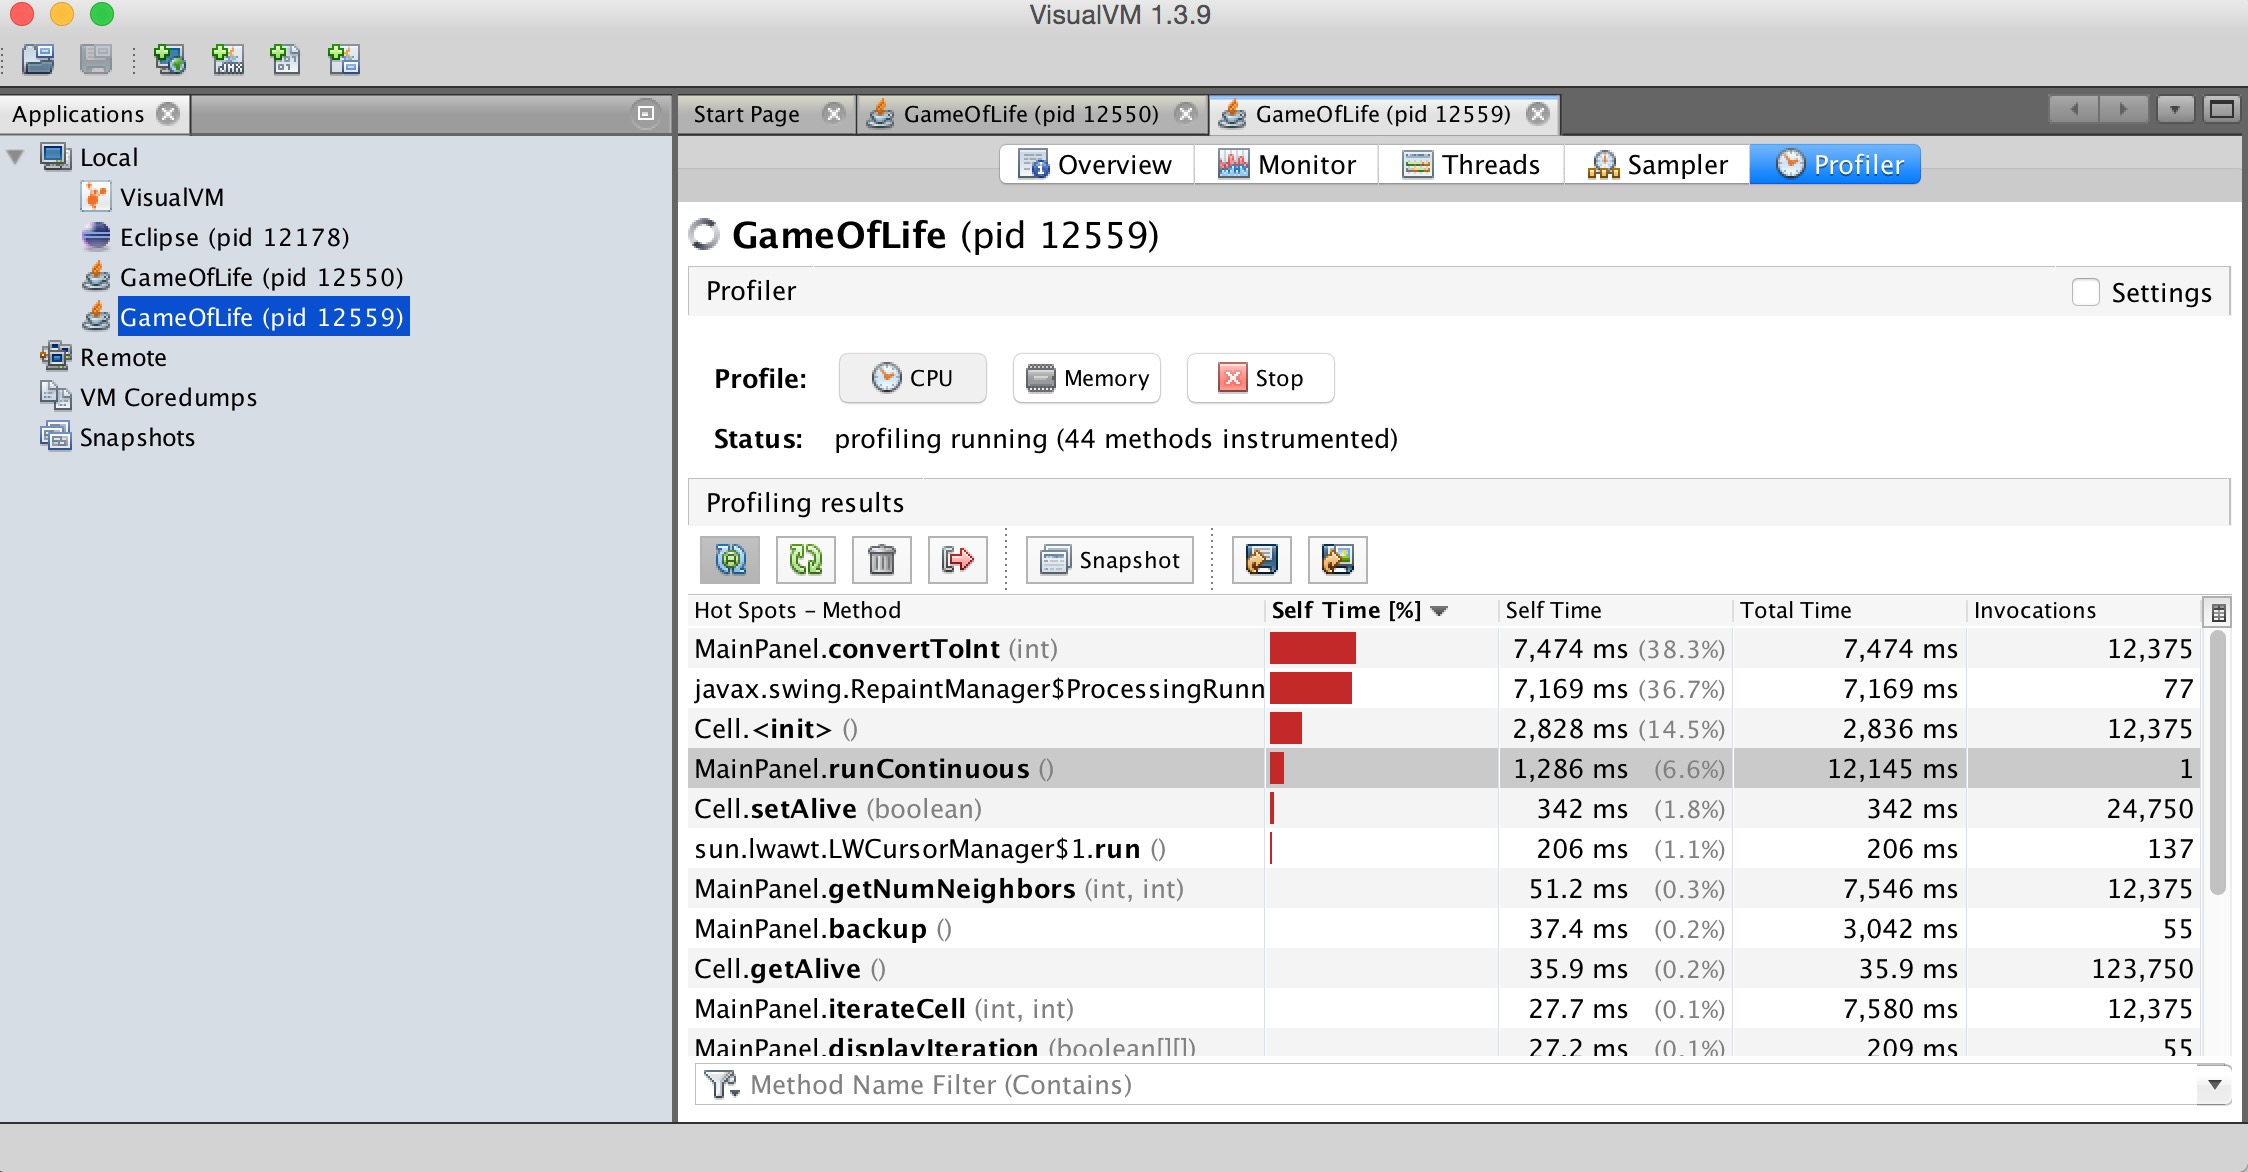 VisualVM 1.3.9
Applications
Start Page
GameOfLife (pid 12550)
GameOfLife (pid 12559)
Local
VisualVM
Eclipse (pid 12178)
GameOfLife (pid 12550)
GameOfLife (pid 12559)
Remote
VM Coredumps
Snapshots
Overview Monitor Threads Sampler Profiler
GameOfLife (pid 12559)
Profiler Settings
Profile: CPU Memory Stop
Status: profiling running (44 methods instrumented)
Profiling results
Snapshot
Hot Spots – Method Self Time [%] Self Time Total Time Invocations
MainPanel.convertToInt (int) 7,474 ms (38.3%) 7,474 ms 12,375
javax.swing.RepaintManager$ProcessingRunn 7,169 ms (36.7%) 7,169 ms 77
Cell.<init> () 2,828 ms (14.5%) 2,836 ms 12,375
MainPanel.runContinuous () 1,286 ms (6.6%) 12,145 ms 1
Cell.setAlive (boolean) 342 ms (1.8%) 342 ms 24,750
sun.lwawt.LWCursorManager$1.run () 206 ms (1.1%) 206 ms 137
MainPanel.getNumNeighbors (int, int) 51.2 ms (0.3%) 7,546 ms 12,375
MainPanel.backup () 37.4 ms (0.2%) 3,042 ms 55
Cell.getAlive () 35.9 ms (0.2%) 35.9 ms 123,750
MainPanel.iterateCell (int, int) 27.7 ms (0.1%) 7,580 ms 12,375
MainPanel.displayIteration (boolean[][]) 27.2 ms (0.1%) 209 ms 55
Method Name Filter (Contains)